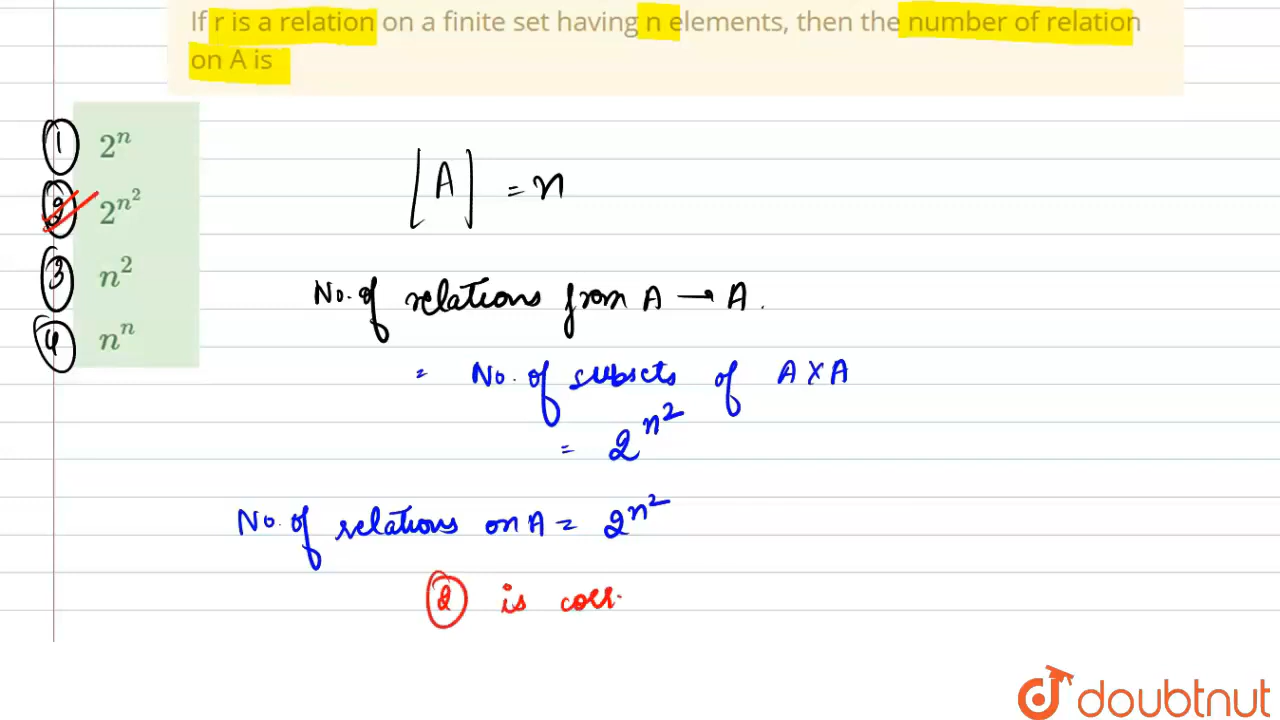 If r is a relation on a finite set having n elements, then the number of relation
on A is
① 2^n
② 2^{n^2}
③ n^2
④ n^n
|A| = n
No. of relations from A → A.
= No. of subsets of A X A
= 2^{n^2}
No. of relations on A = 2^{n^2}
② is corr.
doubtnut